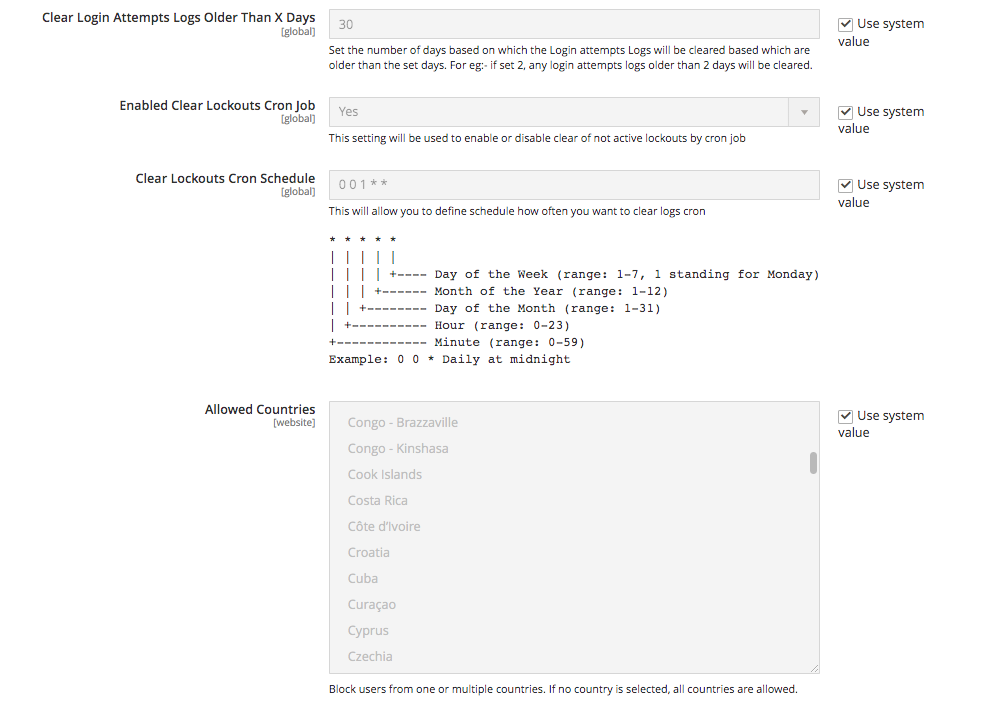 Clear Login Attempts Logs Older Than X Days
[global]
30
Use system
value
Set the number of days based on which the Login attempts Logs will be cleared based which are
older than the set days. For eg:- if set 2, any login attempts logs older than 2 days will be cleared.
Enabled Clear Lockouts Cron Job
[global]
Yes
Use system
value
This setting will be used to enable or disable clear of not active lockouts by cron job
Clear Lockouts Cron Schedule
[global]
0 0 1 * *
Use system
value
This will allow you to define schedule how often you want to clear logs cron
* * * * *
| | | | |
| | | | +---- Day of the Week (range: 1-7, 1 standing for Monday)
| | | +------ Month of the Year (range: 1-12)
| | +-------- Day of the Month (range: 1-31)
| +---------- Hour (range: 0-23)
+------------ Minute (range: 0-59)
Example: 0 0 * Daily at midnight
Allowed Countries
[website]
Use system
value
Congo - Brazzaville
Congo - Kinshasa
Cook Islands
Costa Rica
Côte d'Ivoire
Croatia
Cuba
Curaçao
Cyprus
Czechia
Block users from one or multiple countries. If no country is selected, all countries are allowed.